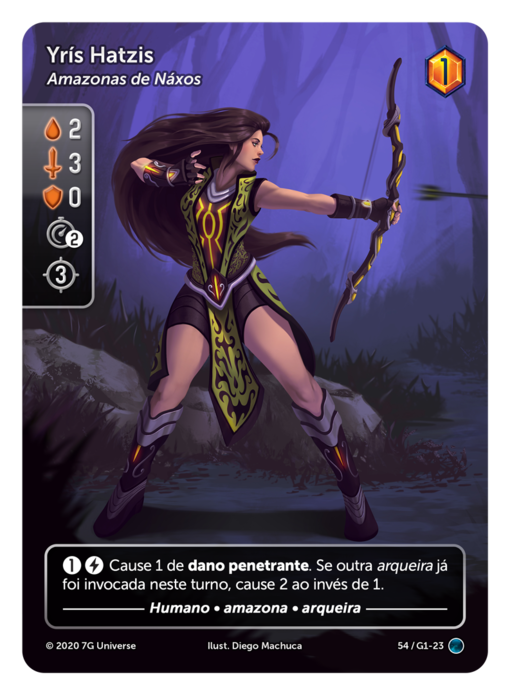 Yrís Hatzis
Amazonas de Náxos
1
2
3
0
2
3
1 Cause 1 de dano penetrante. Se outra arqueira já
foi invocada neste turno, cause 2 ao invés de 1.
Humano • amazona • arqueira
© 2020 7G Universe
Ilust. Diego Machuca
54 / G1-23